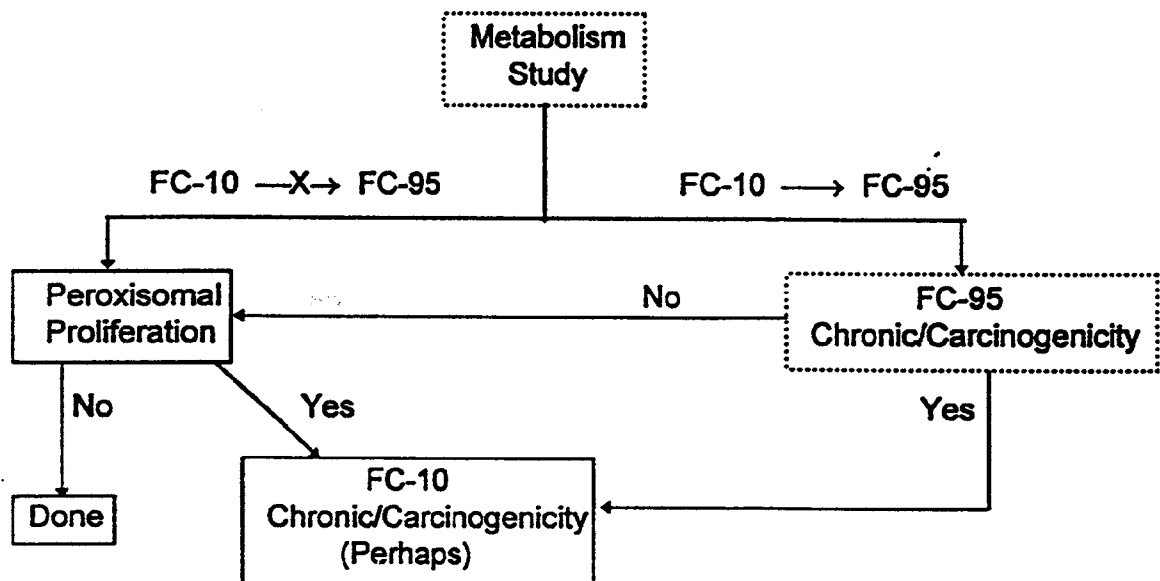 Metabolism
Study
FC-10 —X→ FC-95
FC-10 ⟶ FC-95
Peroxisomal
Proliferation
No
FC-95
Chronic/Carcinogenicity
No
Yes
Yes
Done
FC-10
Chronic/Carcinogenicity
(Perhaps)